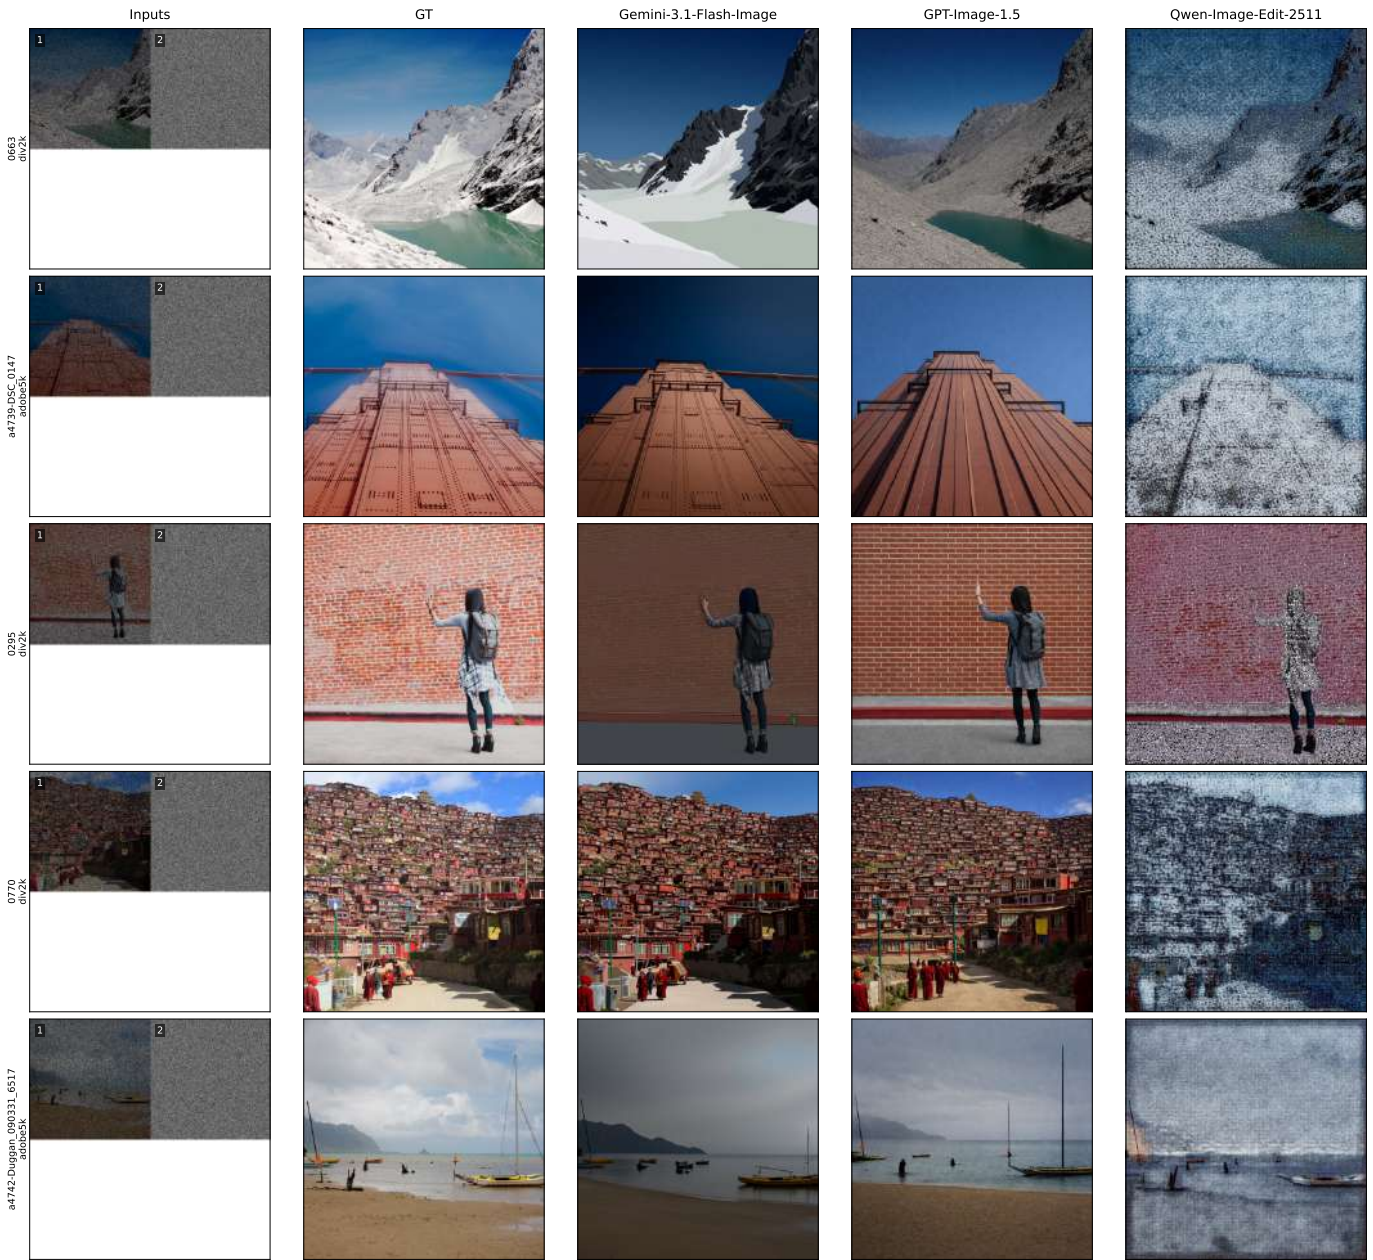 Inputs
GT
Gemini-3.1-Flash-Image
GPT-Image-1.5
Qwen-Image-Edit-2511
1
2
0663
div2k
1
2
a4739-DSC_0147
adobe5k
1
2
0295
div2k
1
2
0770
div2k
1
2
a4742-Duggan_090331_6517
adobe5k